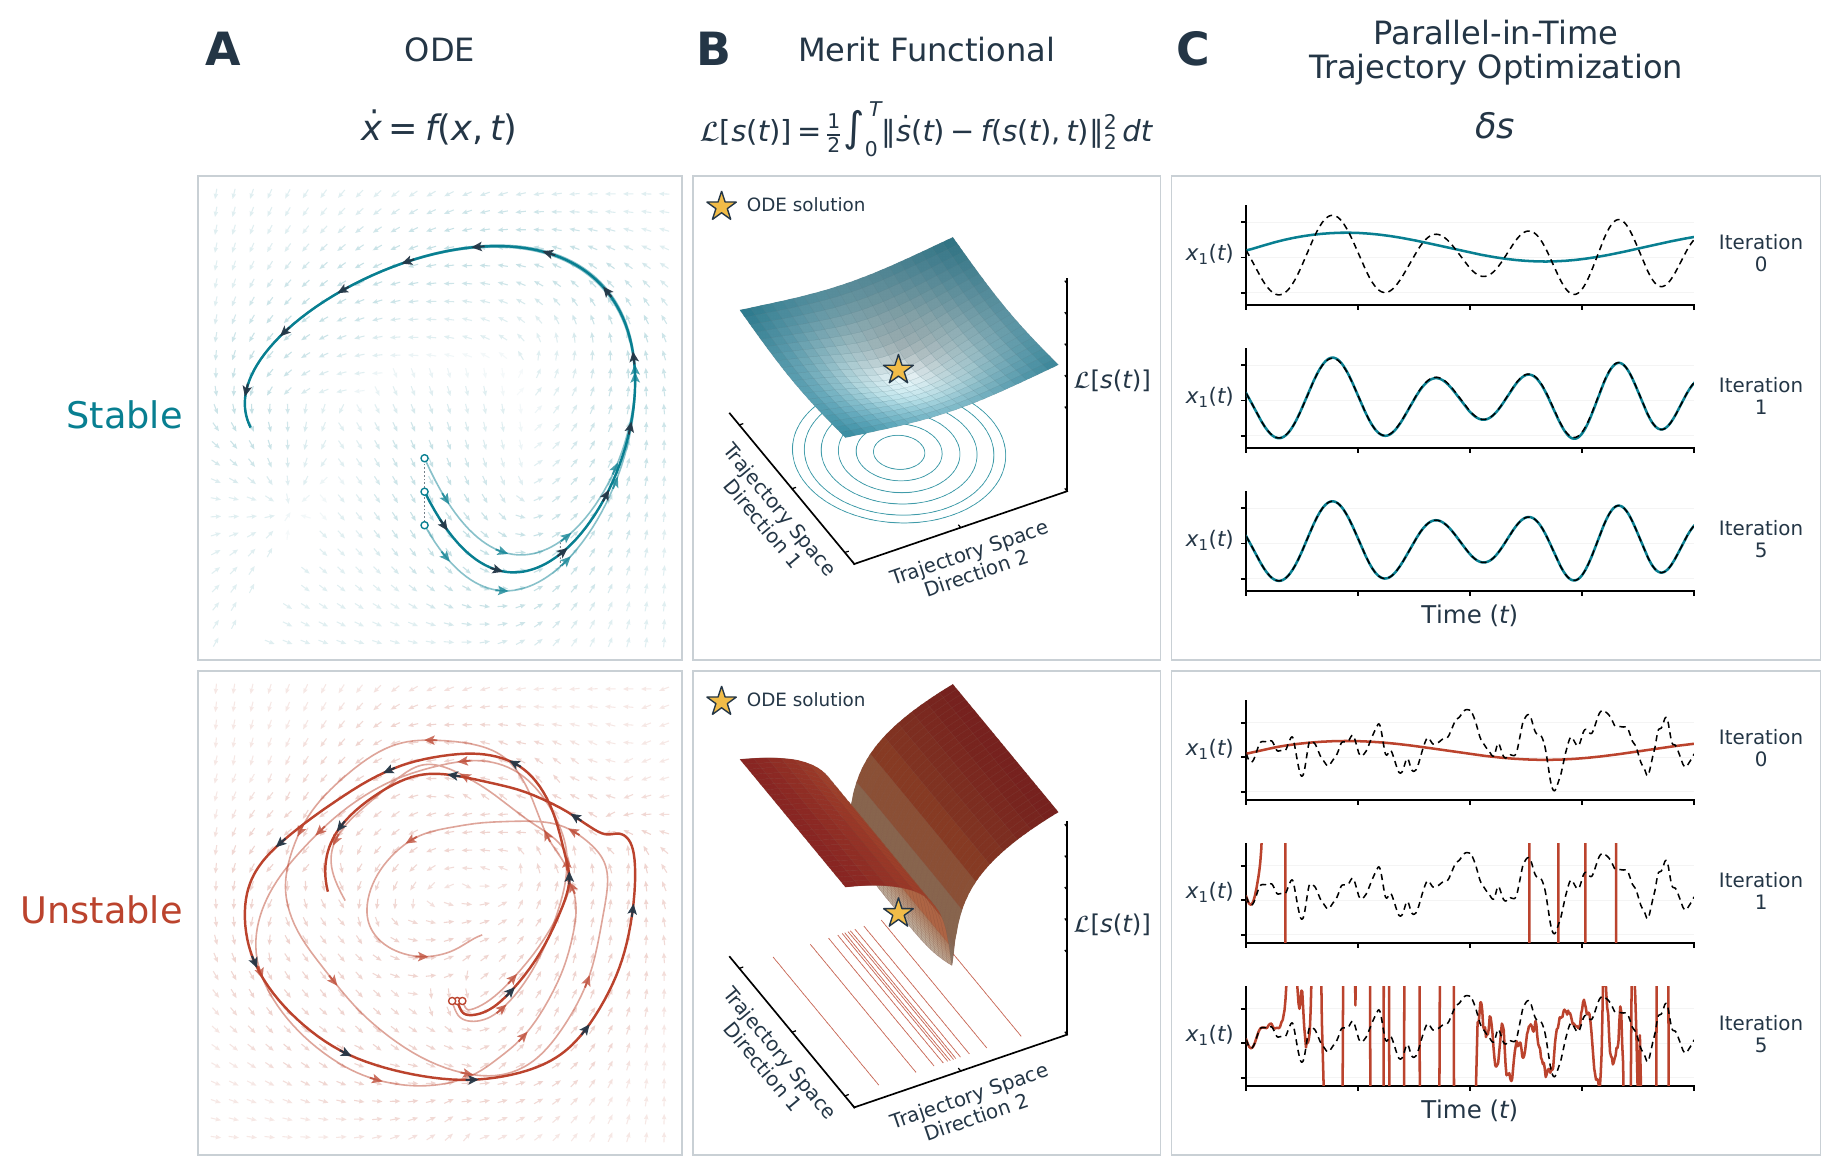 A
ODE
ẋ = f(x, t)
B
Merit Functional
ℒ[s(t)] = ½∫₀ᵀ‖ṡ(t) − f(s(t), t)‖₂² dt
C
Parallel-in-Time
Trajectory Optimization
δs
Stable
ODE solution
ℒ[s(t)]
Trajectory Space
Direction 1
Trajectory Space
Direction 2
x₁(t)
Iteration
0
x₁(t)
Iteration
1
x₁(t)
Iteration
5
Time (t)
Unstable
ODE solution
ℒ[s(t)]
Trajectory Space
Direction 1
Trajectory Space
Direction 2
x₁(t)
Iteration
0
x₁(t)
Iteration
1
x₁(t)
Iteration
5
Time (t)